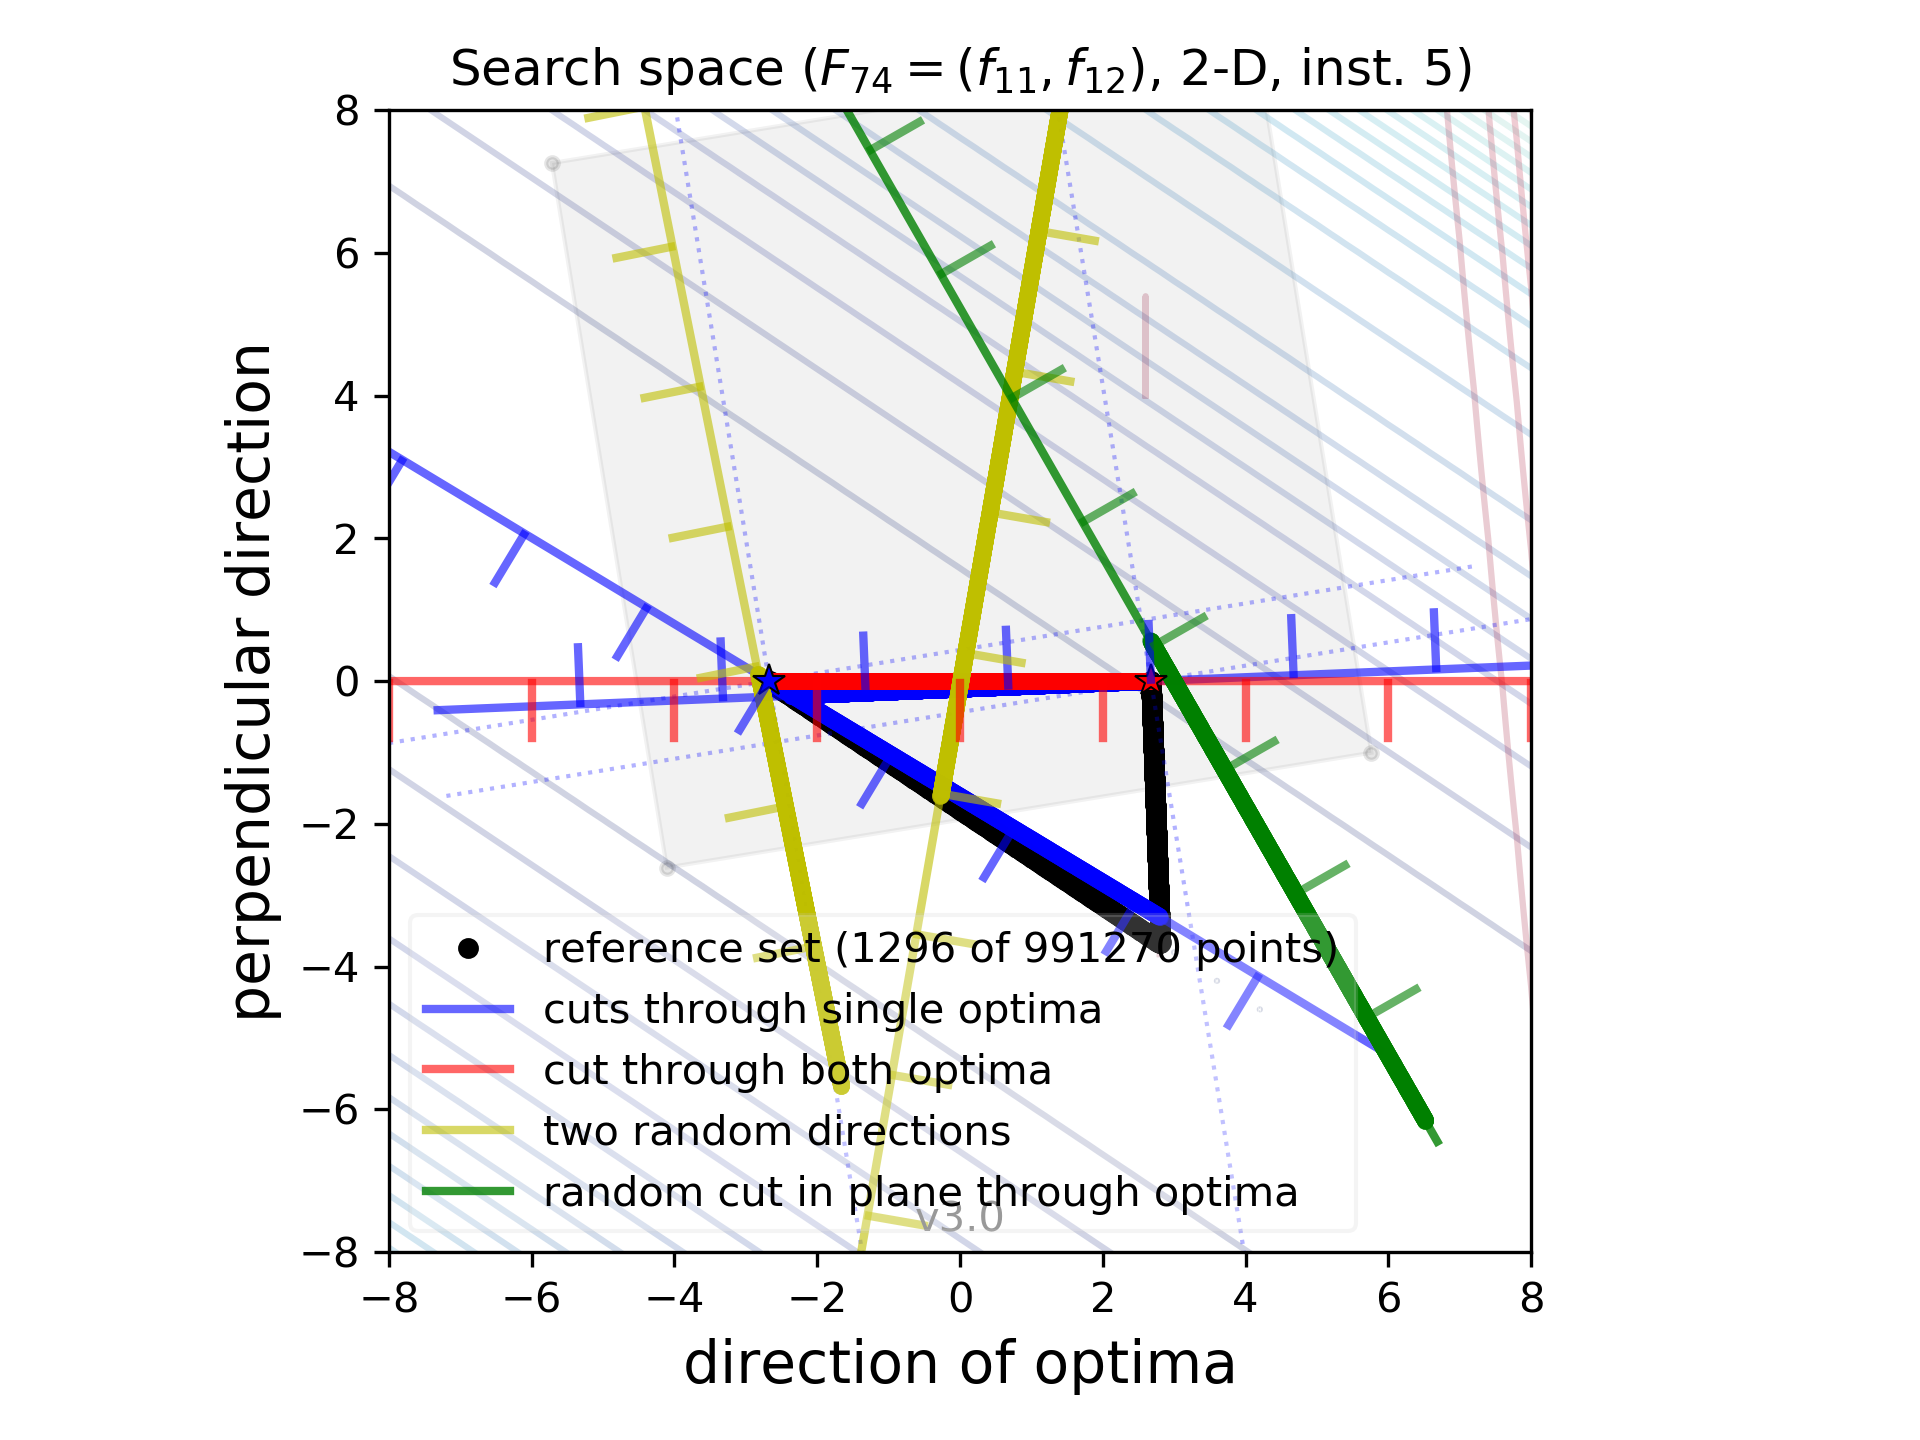 Search space (F74 = (f11, f12), 2-D, inst. 5)
perpendicular direction
8
6
4
2
0
−2
−4
−6
−8
reference set (1296 of 991270 points)
cuts through single optima
cut through both optima
two random directions
random cut in plane through optima
v3.0
−8 −6 −4 −2 0 2 4 6 8
direction of optima